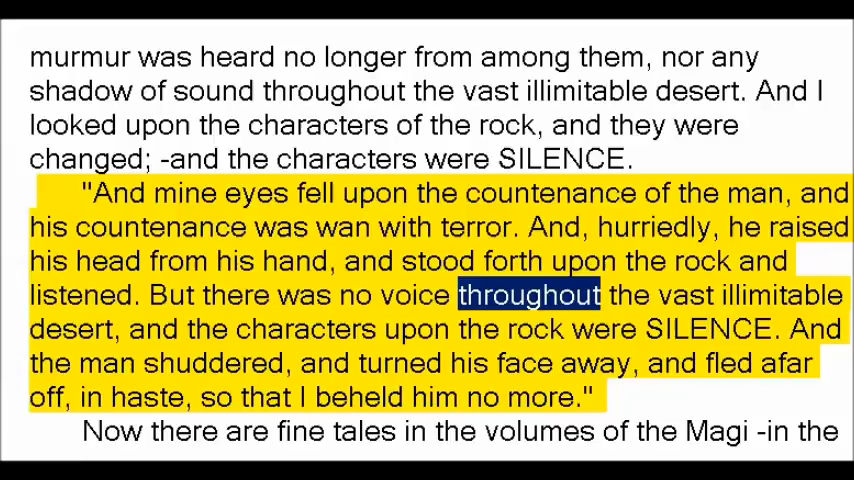 murmur was heard no longer from among them, nor any
shadow of sound throughout the vast illimitable desert. And I
looked upon the characters of the rock, and they were
changed; -and the characters were SILENCE.
"And mine eyes fell upon the countenance of the man, and
his countenance was wan with terror. And, hurriedly, he raised
his head from his hand, and stood forth upon the rock and
listened. But there was no voice throughout the vast illimitable
desert, and the characters upon the rock were SILENCE. And
the man shuddered, and turned his face away, and fled afar
off, in haste, so that I beheld him no more."
Now there are fine tales in the volumes of the Magi -in the